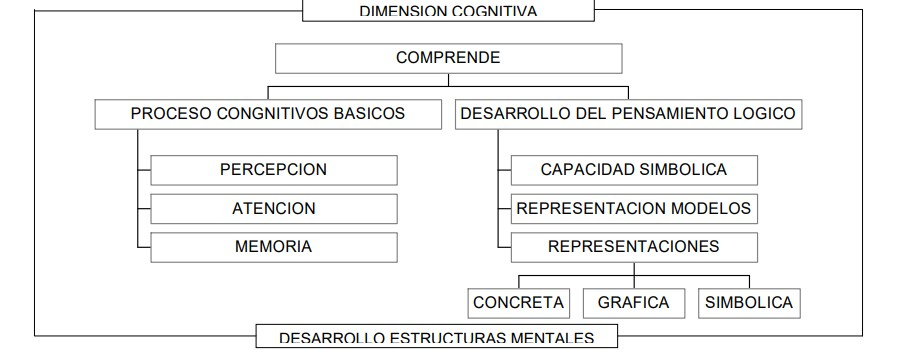 DIMENSION COGNITIVA
COMPRENDE
PROCESO CONGNITIVOS BASICOS
DESARROLLO DEL PENSAMIENTO LOGICO
PERCEPCION
CAPACIDAD SIMBOLICA
ATENCION
REPRESENTACION MODELOS
MEMORIA
REPRESENTACIONES
CONCRETA
GRAFICA
SIMBOLICA
DESARROLLO ESTRUCTURAS MENTALES